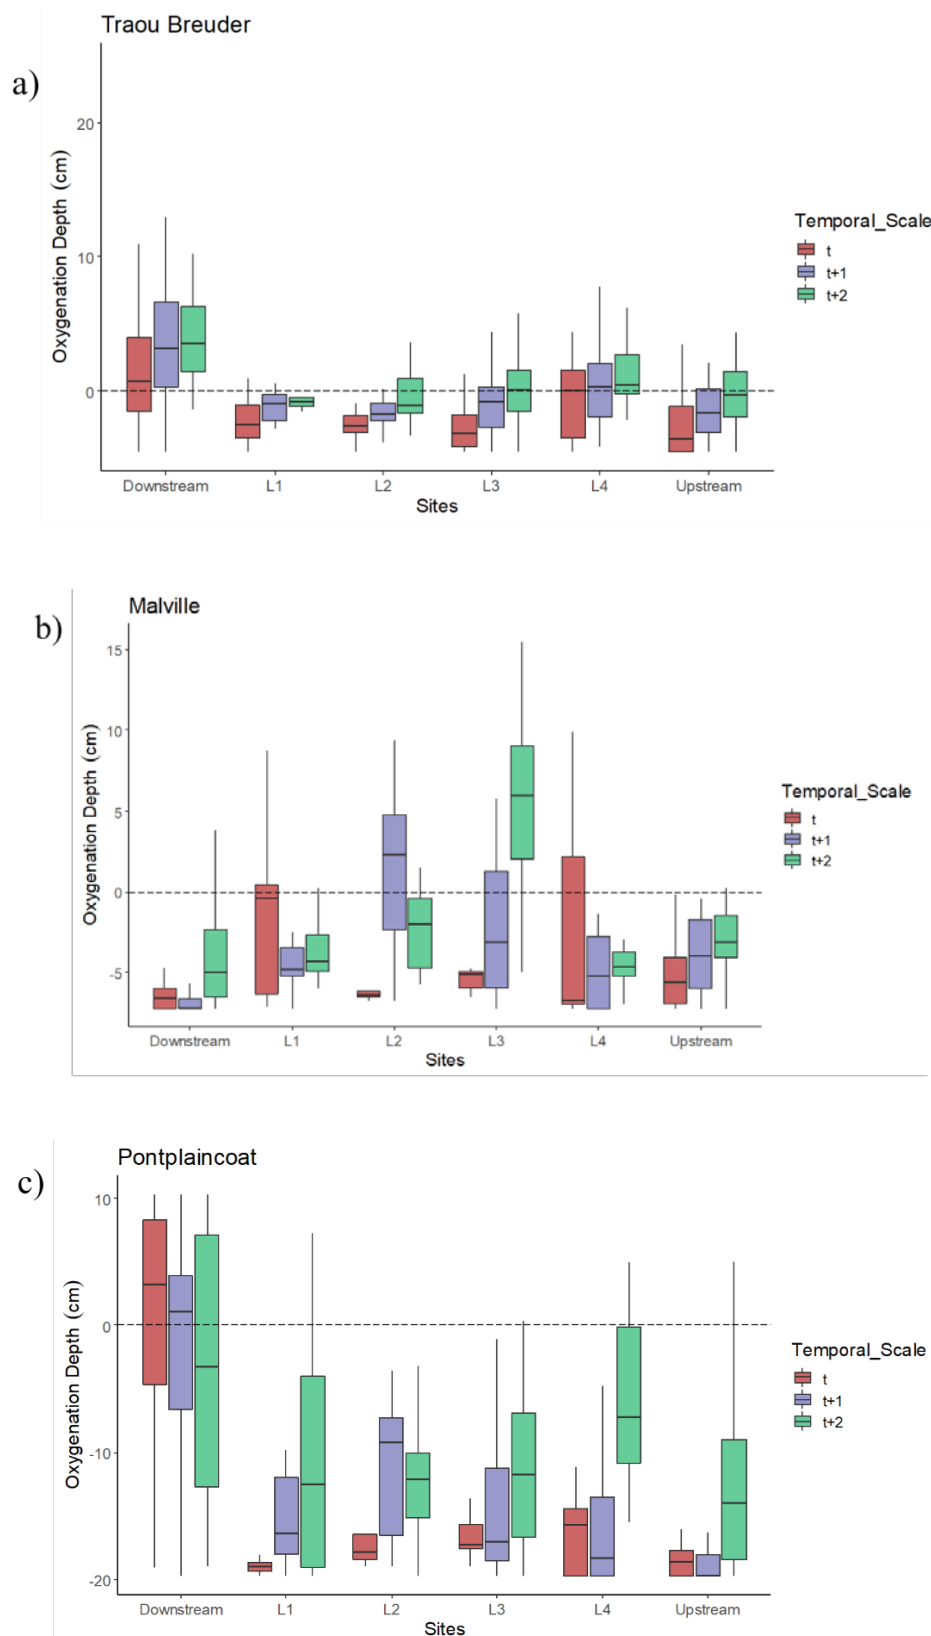 Traou Breuder
a)
20
10
0
Oxygenation Depth (cm)
Downstream L1 L2 L3 L4 Upstream
Sites
Temporal_Scale
t
t+1
t+2
Malville
b)
15
10
5
0
-5
Oxygenation Depth (cm)
Downstream L1 L2 L3 L4 Upstream
Sites
Temporal_Scale
t
t+1
t+2
Pontplaincoat
c)
10
0
-10
-20
Oxygenation Depth (cm)
Downstream L1 L2 L3 L4 Upstream
Sites
Temporal_Scale
t
t+1
t+2